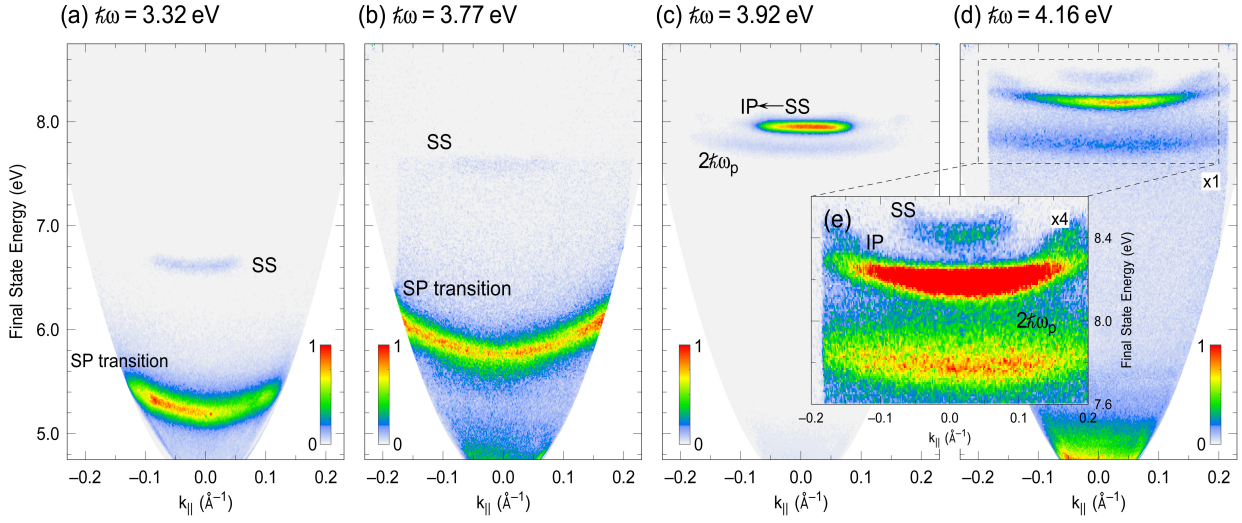 (a) ℏω = 3.32 eV
(b) ℏω = 3.77 eV
(c) ℏω = 3.92 eV
(d) ℏω = 4.16 eV
Final State Energy (eV)
8.0
7.0
6.0
5.0
SS
SP transition
1
0
−0.2 −0.1 0.0 0.1 0.2
k|| (Å⁻¹)
SS
SP transition
1
0
−0.2 −0.1 0.0 0.1 0.2
k|| (Å⁻¹)
IP←SS
2ℏωp
1
0
−0.2 −0.1 0.0 0.1 0.2
k|| (Å⁻¹)
x1
1
0
−0.2 −0.1 0.0 0.1 0.2
k|| (Å⁻¹)
(e)
SS
x4
IP
2ℏωp
8.4
8.0
7.6
Final State Energy (eV)
−0.2 −0.1 0.0 0.1 0.2
k|| (Å⁻¹)